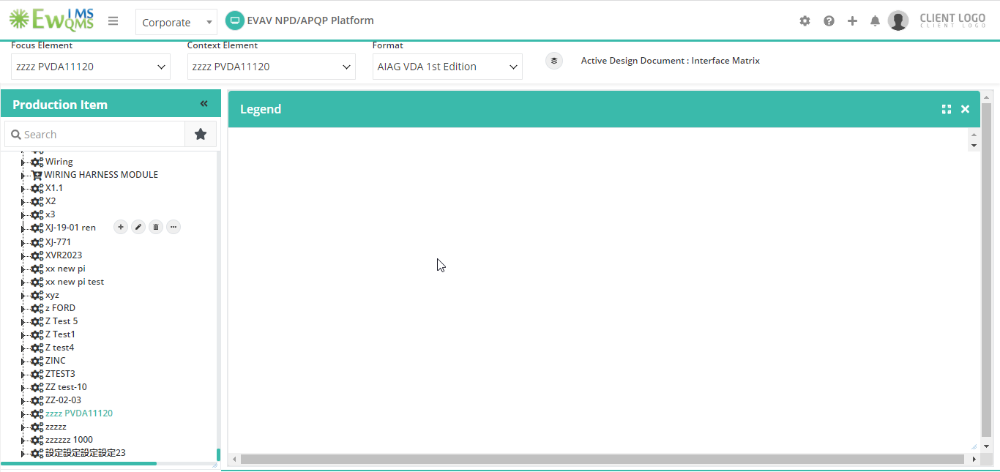 EwQMS IMS
Corporate
EVAV NPD/APQP Platform
CLIENT LOGO
CLIENT LOGO
Focus Element
Context Element
Format
zzzz PVDA11120
zzzz PVDA11120
AIAG VDA 1st Edition
Active Design Document : Interface Matrix
Production Item
Legend
Search
Wiring
WIRING HARNESS MODULE
X1.1
X2
x3
XJ-19-01 ren
XJ-771
XVR2023
xx new pi
xx new pi test
xyz
z FORD
Z Test 5
Z Test1
Z test4
ZINC
ZTEST3
ZZ test-10
ZZ-02-03
zzzz PVDA11120
zzzzz
zzzzzz 1000
設定設定設定設定23